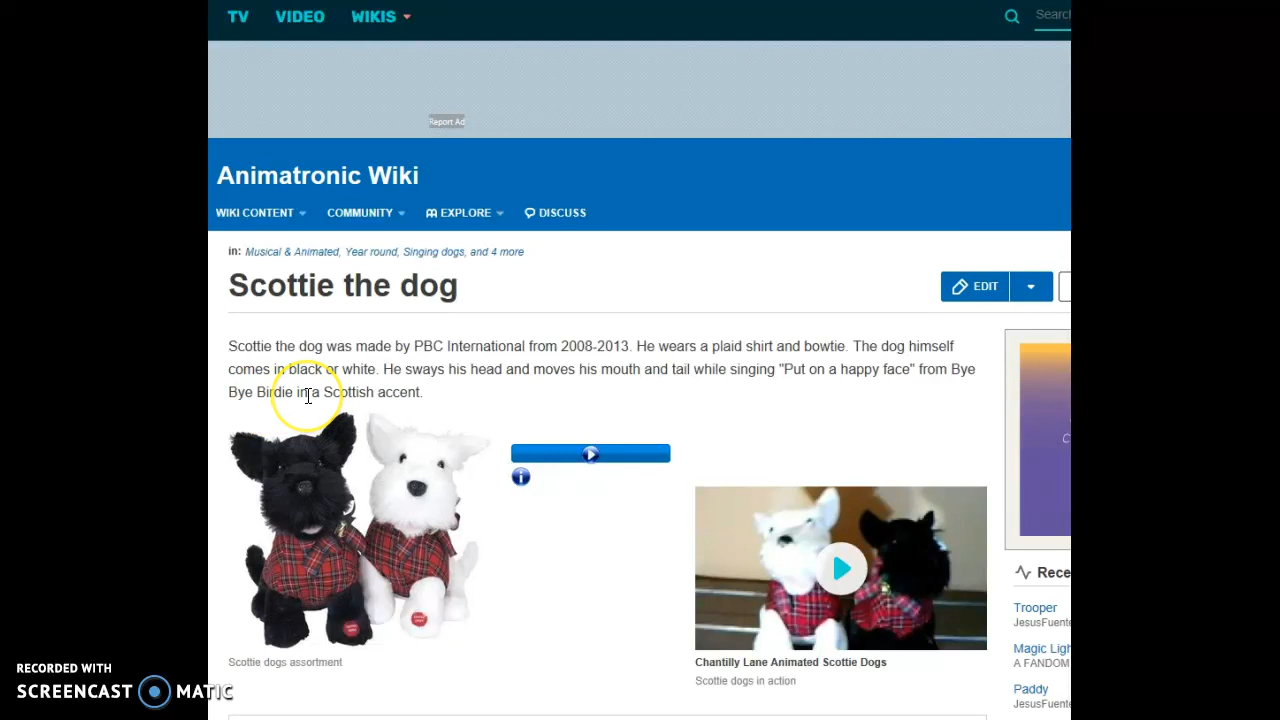 TV VIDEO WIKIS
Search
Report Ad
Animatronic Wiki
WIKI CONTENT COMMUNITY EXPLORE DISCUSS
in: Musical & Animated, Year round, Singing dogs, and 4 more
Scottie the dog
EDIT
Scottie the dog was made by PBC International from 2008-2013. He wears a plaid shirt and bowtie. The dog himself
comes in black or white. He sways his head and moves his mouth and tail while singing "Put on a happy face" from Bye
Bye Birdie in a Scottish accent.
Scottie dogs assortment
Chantilly Lane Animated Scottie Dogs
Scottie dogs in action
C
Rece
Trooper
JesusFuente
Magic Ligh
A FANDOM
Paddy
JesusFuente
RECORDED WITH
SCREENCAST MATIC